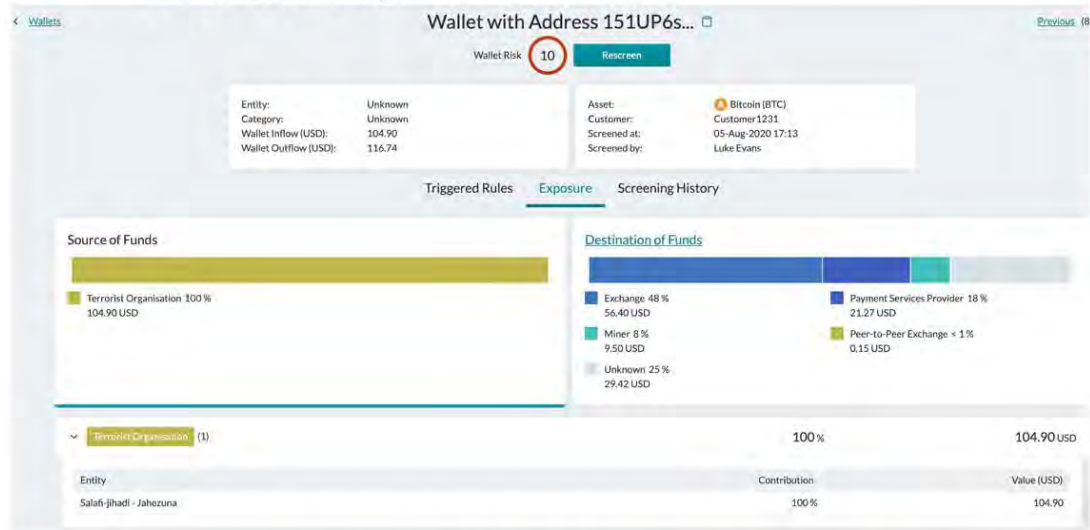 < Wallets
Wallet with Address 151UP6s...
Previous (8
Wallet Risk 10 Rescreen
Entity: Unknown
Category: Unknown
Wallet Inflow (USD): 104.90
Wallet Outflow (USD): 116.74
Asset: Bitcoin (BTC)
Customer: Customer1231
Screened at: 05-Aug-2020 17:13
Screened by: Luke Evans
Triggered Rules Exposure Screening History
Source of Funds
Terrorist Organisation 100 %
104.90 USD
Destination of Funds
Exchange 48 %
56.40 USD
Payment Services Provider 18 %
21.27 USD
Miner 8 %
9.50 USD
Peer-to-Peer Exchange < 1 %
0.15 USD
Unknown 25 %
29.42 USD
Terrorist Organisation (1) 100 % 104.90 USD
Entity Contribution Value (USD)
Salafi-Jihadi - Jahezuna 100 % 104.90